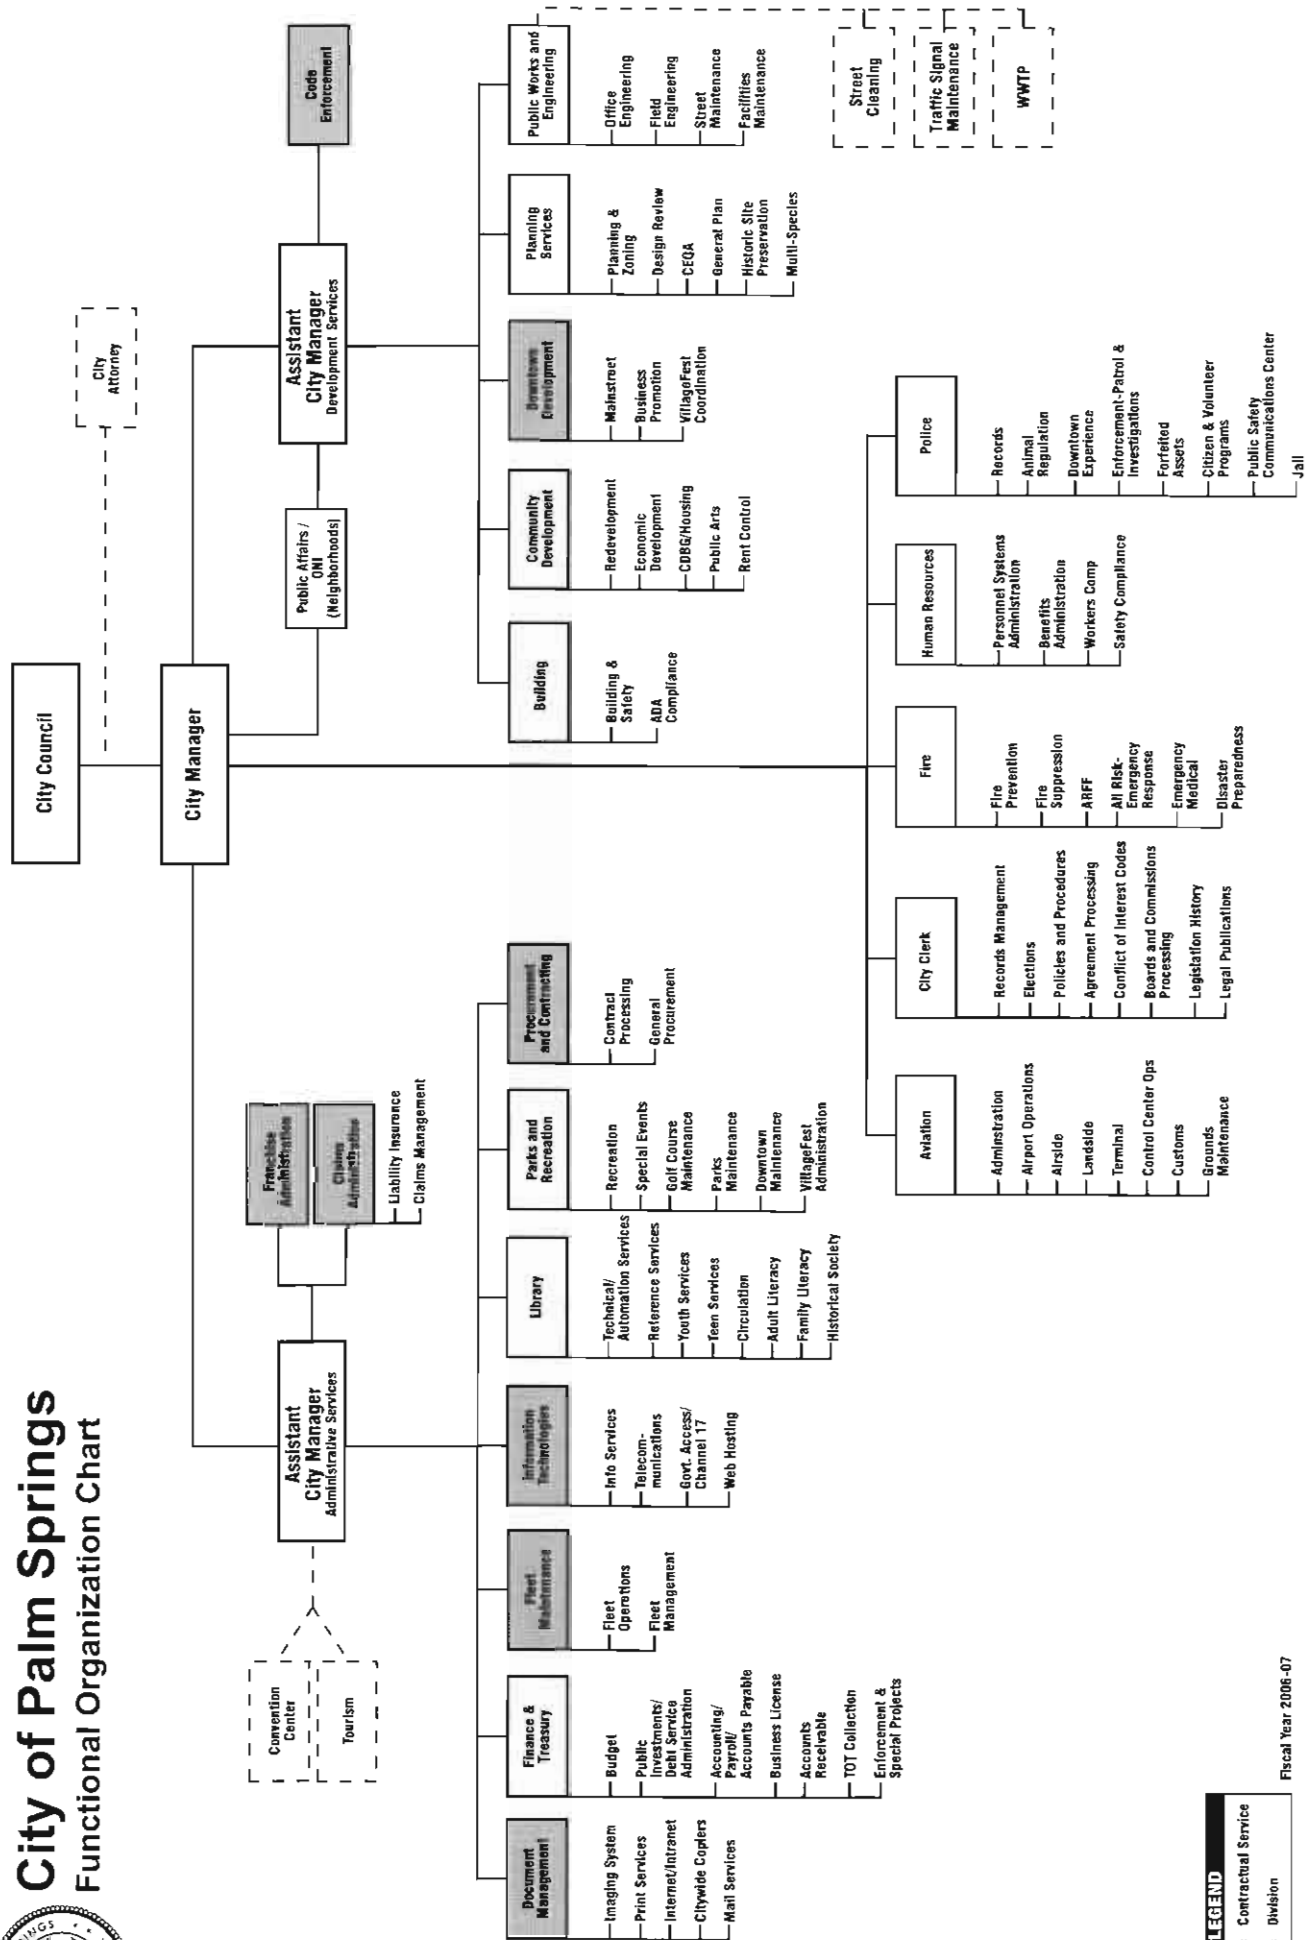 City of Palm Springs
Functional Organization Chart
INGS
City Council
City
Attorney
City Manager
Assistant
City Manager
Administrative Services
Convention
Center
Tourism
Franchise
Administration
Claims
Administration
Liability Insurance
Claims Management
Public Affairs /
ONI
(Neighborhoods)
Assistant
City Manager
Development Services
Code
Enforcement
Document
Management
Imaging System
Print Services
Internet/Intranet
Citywide Copiers
Mail Services
Finance &
Treasury
Budget
Public
Investments/
Debt Service
Administration
Accounting/
Payroll/
Accounts Payable
Business License
Accounts
Receivable
TOT Collection
Enforcement &
Special Projects
Fleet
Maintenance
Fleet
Operations
Fleet
Management
Information
Technologies
Info Services
Telecom-
munications
Govt. Access/
Channel 17
Web Hosting
Library
Technical/
Automation Services
Reference Services
Youth Services
Teen Services
Circulation
Adult Literacy
Family Literacy
Historical Society
Parks and
Recreation
Recreation
Special Events
Golf Course
Maintenance
Parks
Maintenance
Downtown
Maintenance
VillageFest
Administration
Procurement
and Contracting
Contract
Processing
General
Procurement
Building
Building &
Safety
ADA
Compliance
Community
Development
Redevelopment
Economic
Development
CDBG/Housing
Public Arts
Rent Control
Downtown
Development
Mainstreet
Business
Promotion
VillageFest
Coordination
Planning
Services
Planning &
Zoning
Design Review
CEQA
General Plan
Historic Site
Preservation
Multi-Species
Public Works and
Engineering
Office
Engineering
Field
Engineering
Street
Maintenance
Facilities
Maintenance
Street
Cleaning
Traffic Signal
Maintenance
WWTP
Aviation
Adminstration
Airport Operations
Airside
Landside
Terminal
Control Center Ops
Customs
Grounds
Maintenance
City Clerk
Records Management
Elections
Policies and Procedures
Agreement Processing
Conflict of Interest Codes
Boards and Commissions
Processing
Legislation History
Legal Publications
Fire
Fire
Prevention
Fire
Suppression
ARFF
All Risk-
Emergency
Response
Emergency
Medical
Disaster
Preparedness
Human Resources
Personnel Systems
Administration
Benefits
Administration
Workers Comp
Safety Compliance
Police
Records
Animal
Regulation
Downtown
Experience
Enforcement-Patrol &
Investigations
Forfeited
Assets
Citizen & Volunteer
Programs
Public Safety
Communications Center
Jail
LEGEND
Contractual Service
Division
Fiscal Year 2006-07